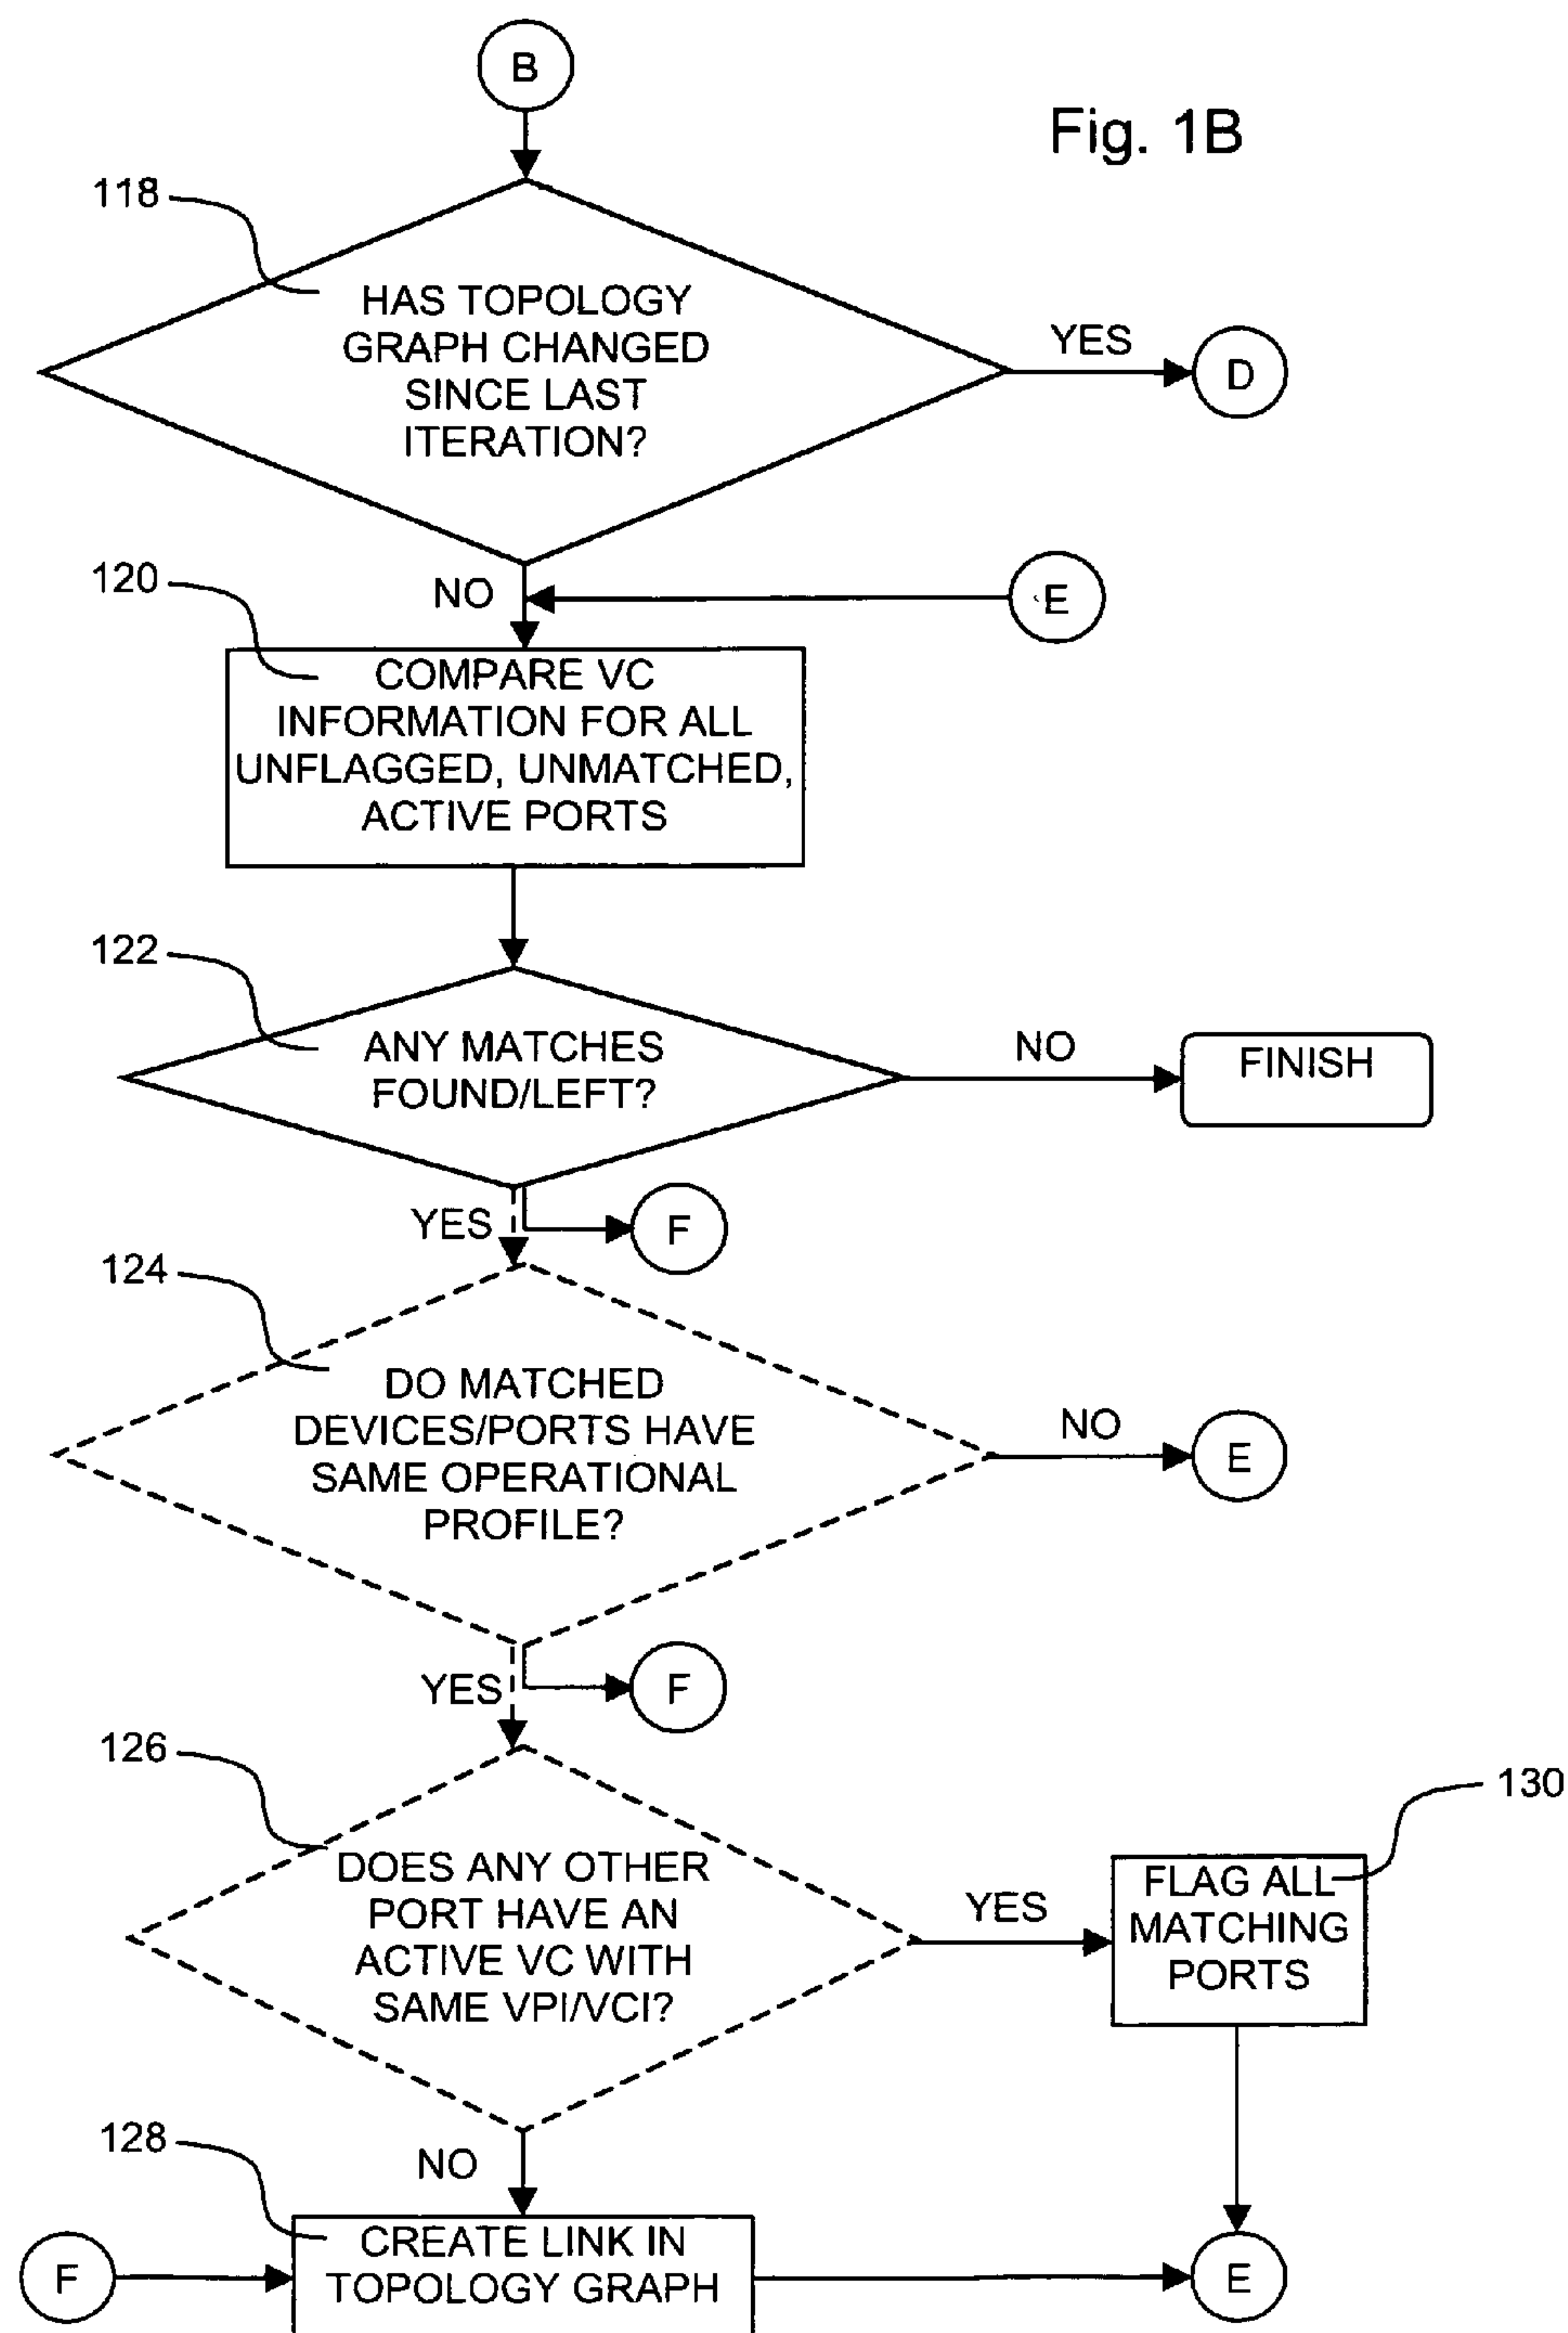 B
Fig. 1B
118
HAS TOPOLOGY
GRAPH CHANGED
SINCE LAST
ITERATION?
YES
D
120
NO
E
COMPARE VC
INFORMATION FOR ALL
UNFLAGGED, UNMATCHED,
ACTIVE PORTS
122
ANY MATCHES
FOUND/LEFT?
NO
FINISH
YES
F
124
DO MATCHED
DEVICES/PORTS HAVE
SAME OPERATIONAL
PROFILE?
NO
E
YES
F
126
DOES ANY OTHER
PORT HAVE AN
ACTIVE VC WITH
SAME VPI/VCI?
YES
130
FLAG ALL
MATCHING
PORTS
128
NO
F
CREATE LINK IN
TOPOLOGY GRAPH
E